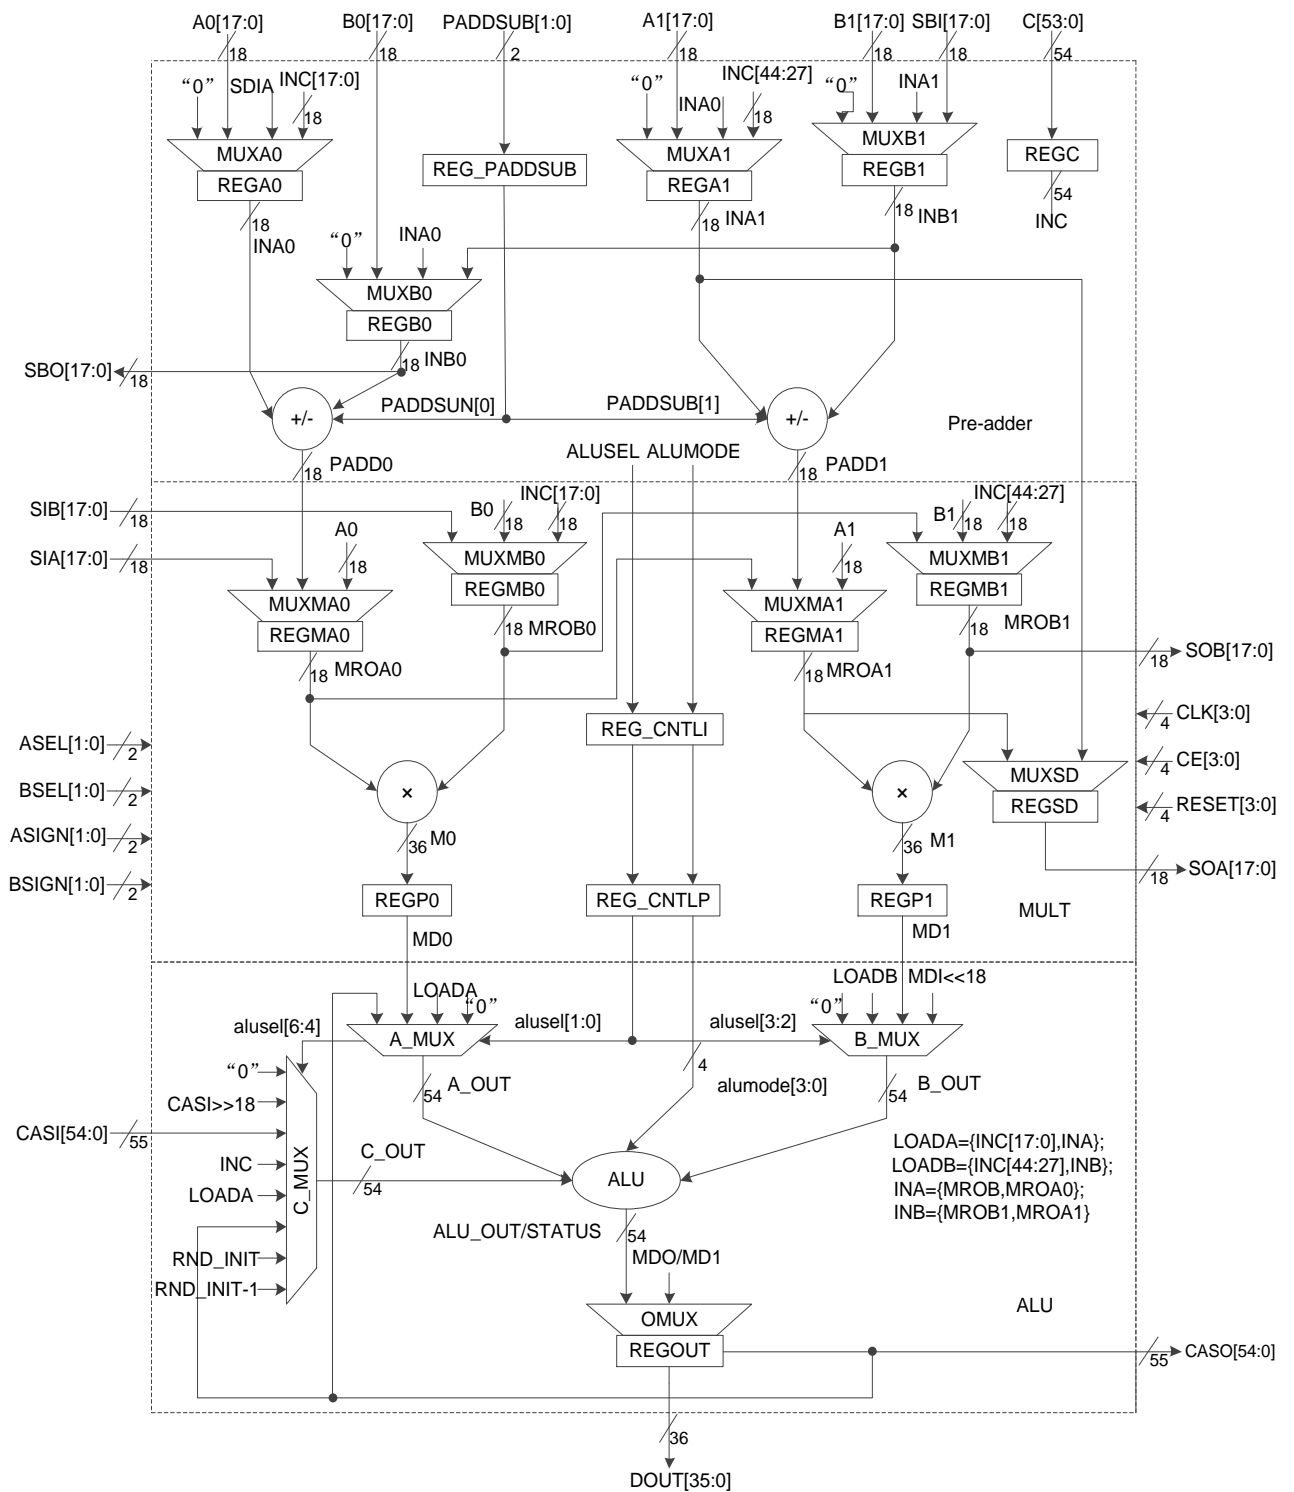 A0[17:0] B0[17:0] PADDSUB[1:0] A1[17:0] B1[17:0] SBI[17:0] C[53:0]
18 18 2 18 18 18 54
“0” SDIA INC[17:0] “0” INA0 INC[44:27] “0” INA1
18 18
MUXA0 MUXA1 MUXB1
REGA0 REG_PADDSUB REGA1 REGB1 REGC
18 18 INA1 18 INB1 54
INA0 INC
“0” INA0
MUXB0
REGB0
18 INB0
SBO[17:0] 18
PADDSUN[0] PADDSUB[1]
+/- +/-
Pre-adder
ALUSEL ALUMODE
18 PADD0 18 PADD1
SIB[17:0] 18 B0 18 INC[17:0] 18 B1 18 INC[44:27] 18
SIA[17:0] 18 A0 18 A1 18
MUXMB0 MUXMB1
REGMB0 REGMB1
MUXMA0 MUXMA1
REGMA0 REGMA1
18 MROB0 18 MROB1
18 MROA0 18 MROA1
18 SOB[17:0]
4 CLK[3:0]
REG_CNTLI
ASEL[1:0] 2
4 CE[3:0]
MUXSD
BSEL[1:0] 2 × ×
REGSD
4 RESET[3:0]
ASIGN[1:0] 2 36 M0 36 M1
18 SOA[17:0]
BSIGN[1:0] 2
REGP0 REG_CNTLP REGP1
MULT
MD0 MD1
LOADA “0” “0” LOADB MDI<<18
alusel[6:4] A_MUX alusel[1:0] alusel[3:2] B_MUX
“0” 54 A_OUT 4 alumode[3:0] 54 B_OUT
CASI>>18
CASI[54:0] 55
INC
LOADA
RND_INIT
RND_INIT-1
C_MUX
C_OUT
54
ALU
LOADA={INC[17:0],INA};
LOADB={INC[44:27],INB};
INA={MROB,MROA0};
INB={MROB1,MROA1}
ALU_OUT/STATUS 54
MDO/MD1
OMUX
ALU
REGOUT
55 CASO[54:0]
36
DOUT[35:0]